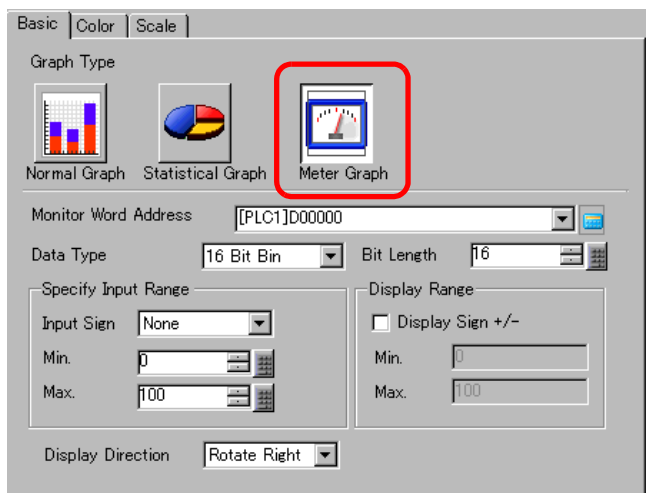 Basic Color Scale
Graph Type
Normal Graph Statistical Graph Meter Graph
Monitor Word Address [PLC1]D00000
Data Type 16 Bit Bin Bit Length 16
Specify Input Range Display Range
Input Sign None Display Sign +/-
Min. 0 Min. 0
Max. 100 Max. 100
Display Direction Rotate Right